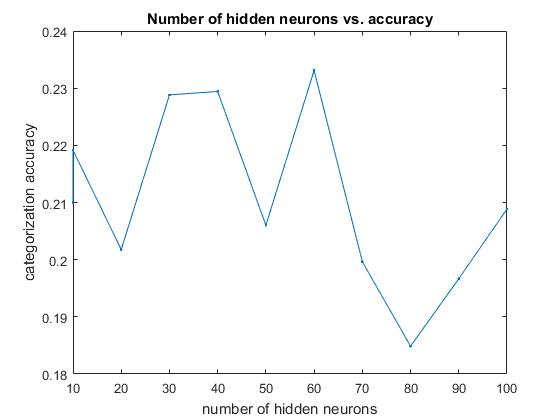 Number of hidden neurons vs. accuracy
0.24
0.23
0.22
0.21
0.2
0.19
0.18
categorization accuracy
10 20 30 40 50 60 70 80 90 100
number of hidden neurons